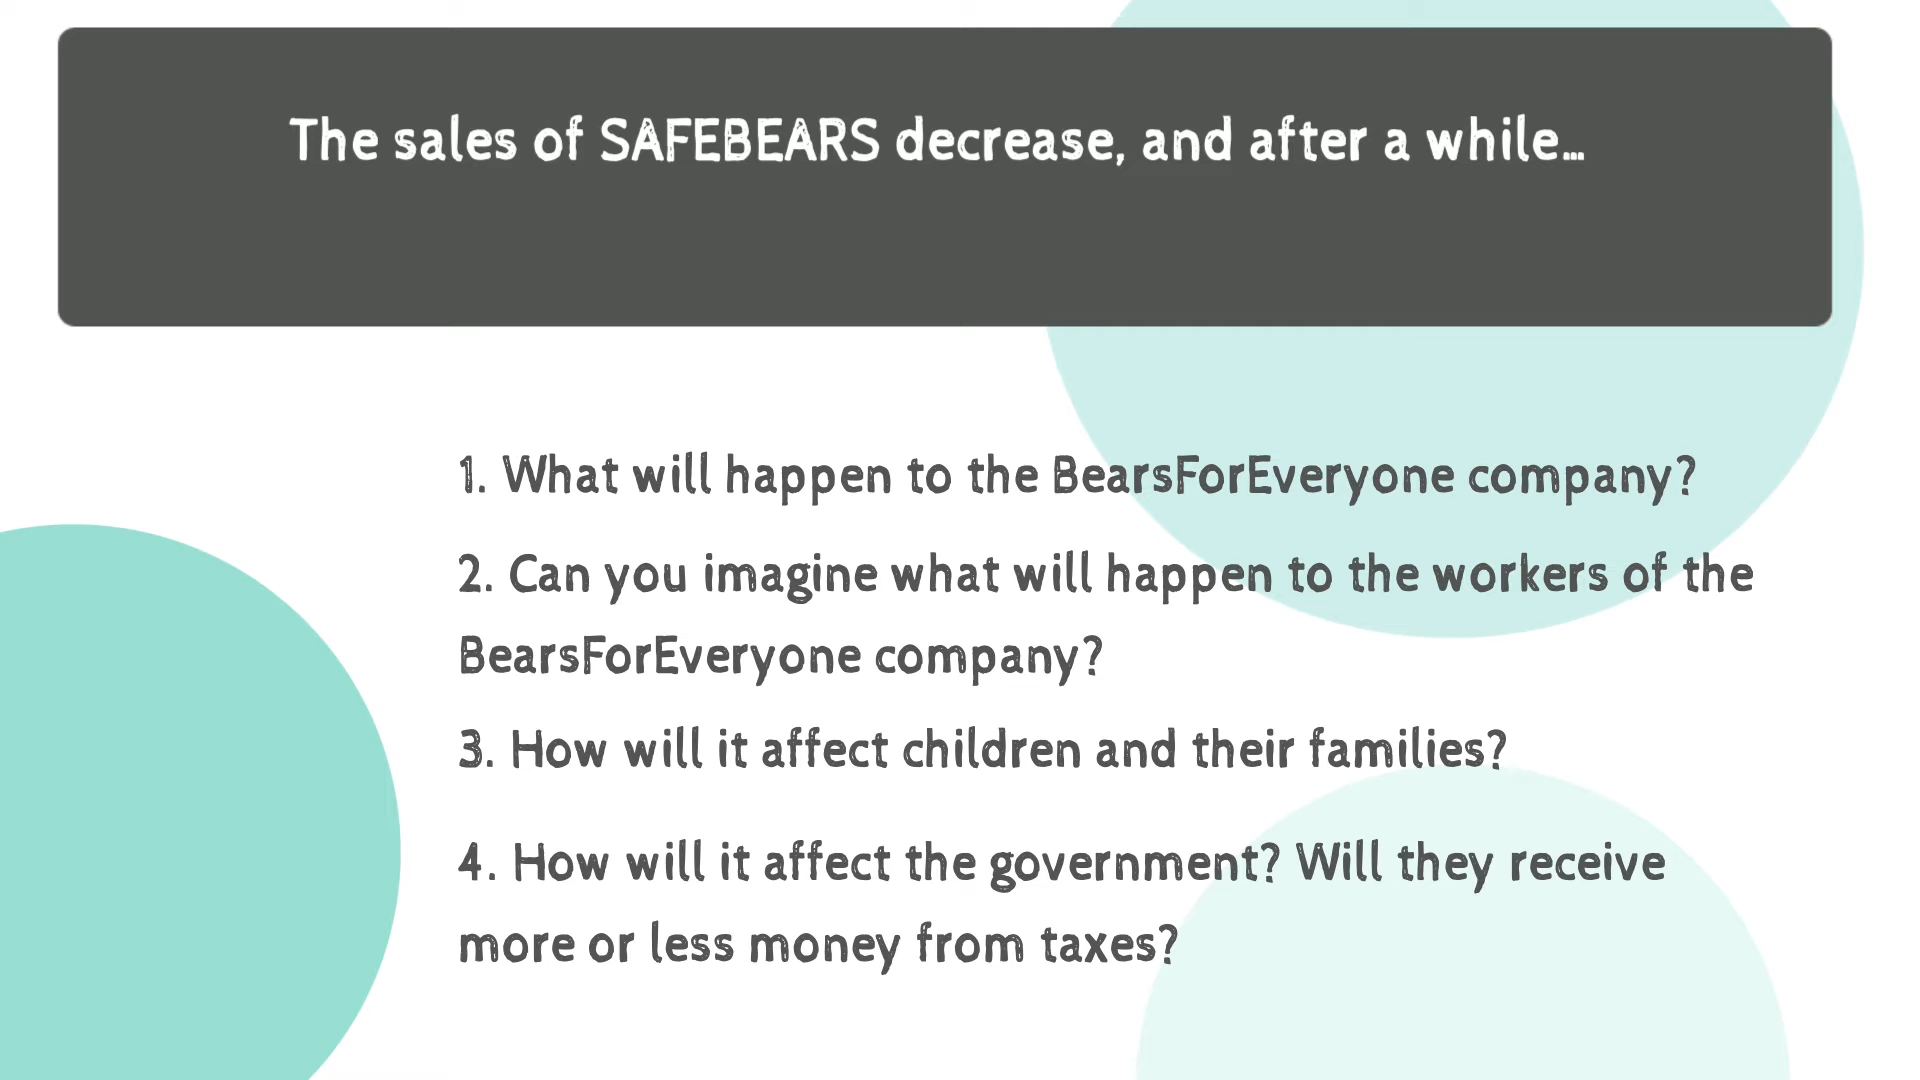 The sales of SAFEBEARS decrease, and after a while...
1. What will happen to the BearsForEveryone company?
2. Can you imagine what will happen to the workers of the
BearsForEveryone company?
3. How will it affect children and their families?
4. How will it affect the government? Will they receive
more or less money from taxes?